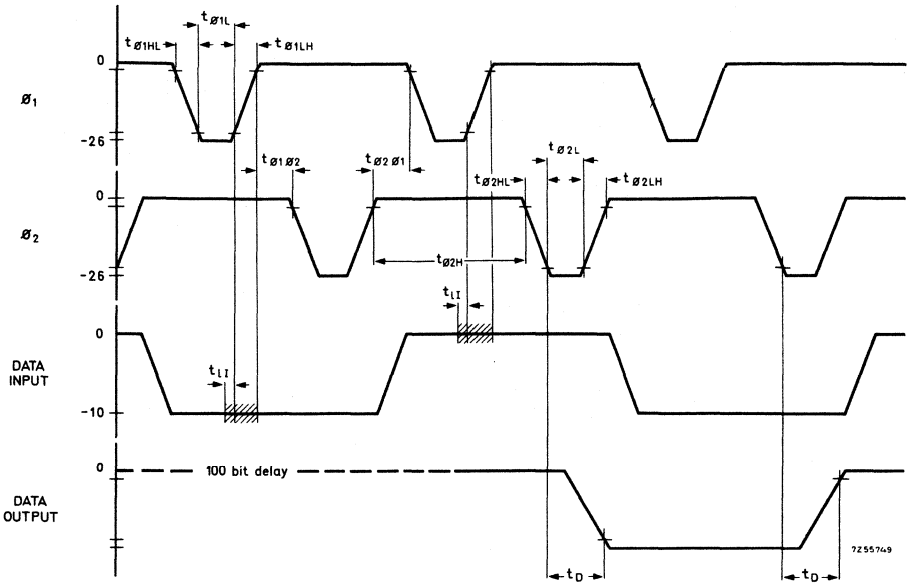 tØ1L
tØ1HL
tØ1LH
0
Ø1
-26
tØ1Ø2
tØ2Ø1
tØ2L
tØ2HL
tØ2LH
0
Ø2
-26
tØ2H
tlI
0
DATA
INPUT
tlI
-10
0
100 bit delay
DATA
OUTPUT
7Z55749
tD
tD